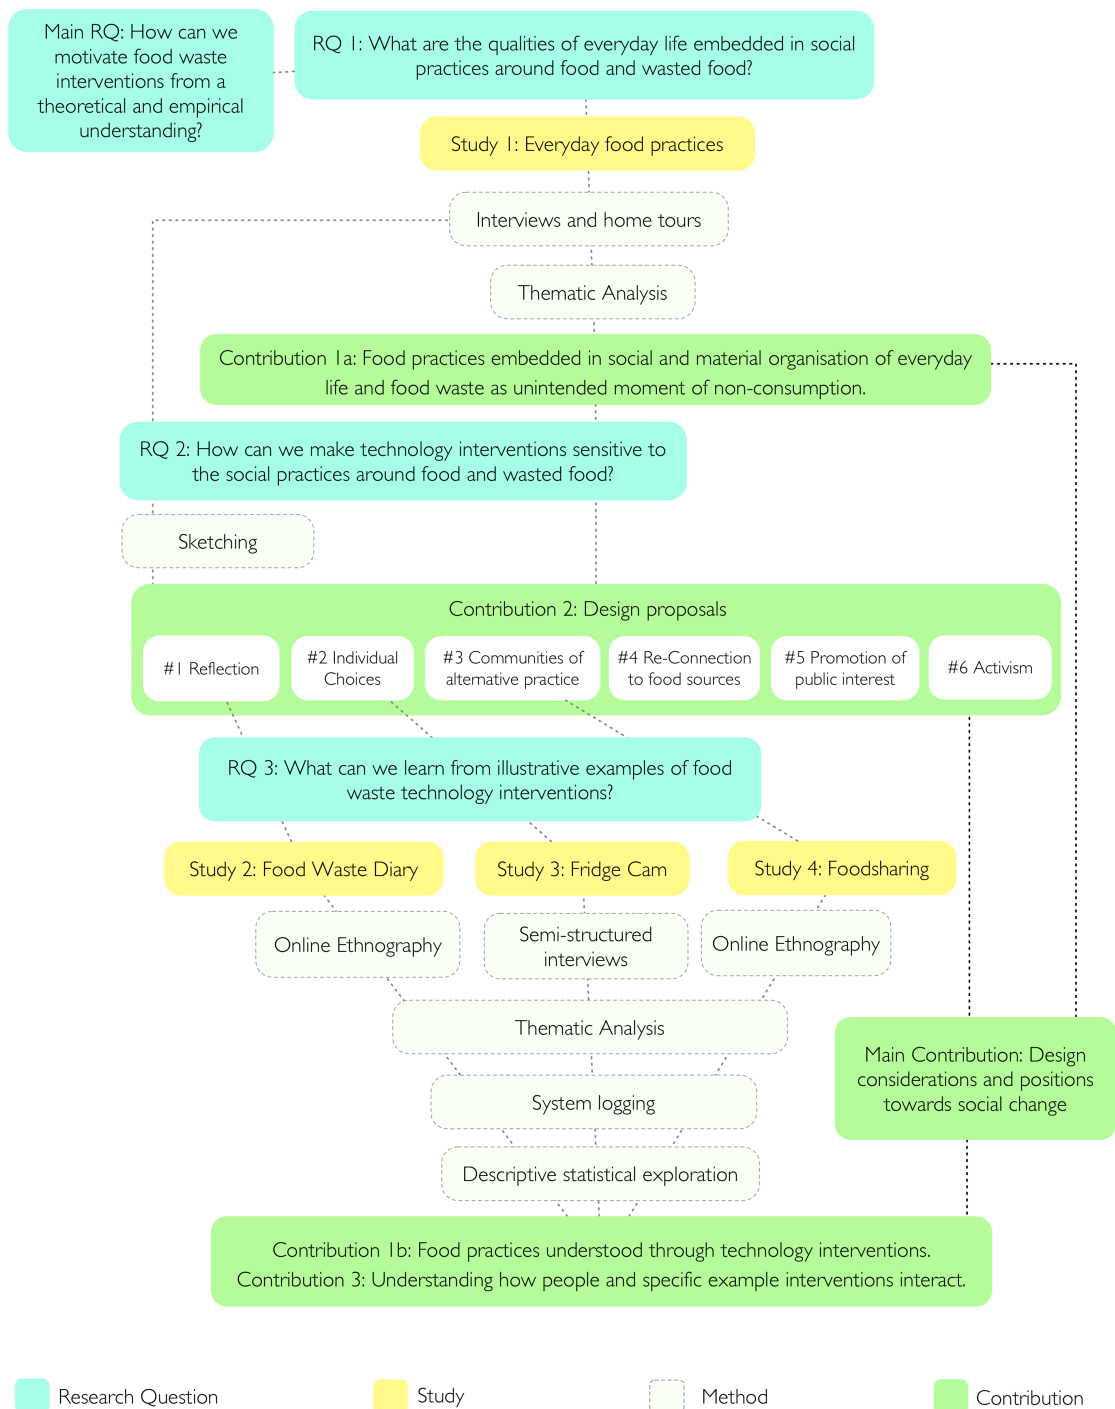 Main RQ: How can we
motivate food waste
interventions from a
theoretical and empirical
understanding?
RQ 1: What are the qualities of everyday life embedded in social
practices around food and wasted food?
Study 1: Everyday food practices
Interviews and home tours
Thematic Analysis
Contribution 1a: Food practices embedded in social and material organisation of everyday
life and food waste as unintended moment of non-consumption.
RQ 2: How can we make technology interventions sensitive to
the social practices around food and wasted food?
Sketching
Contribution 2: Design proposals
#1 Reflection
#2 Individual
Choices
#3 Communities of
alternative practice
#4 Re-Connection
to food sources
#5 Promotion of
public interest
#6 Activism
RQ 3: What can we learn from illustrative examples of food
waste technology interventions?
Study 2: Food Waste Diary
Study 3: Fridge Cam
Study 4: Foodsharing
Online Ethnography
Semi-structured
interviews
Online Ethnography
Thematic Analysis
System logging
Descriptive statistical exploration
Main Contribution: Design
considerations and positions
towards social change
Contribution 1b: Food practices understood through technology interventions.
Contribution 3: Understanding how people and specific example interventions interact.
Research Question
Study
Method
Contribution